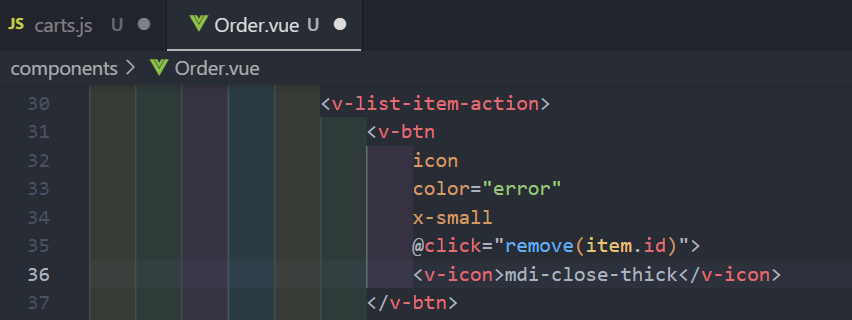 JS carts.js U
Order.vue U
components > Order.vue
30 <v-list-item-action>
31 <v-btn
32 icon
33 color="error"
34 x-small
35 @click="remove(item.id)">
36 <v-icon>mdi-close-thick</v-icon>
37 </v-btn>